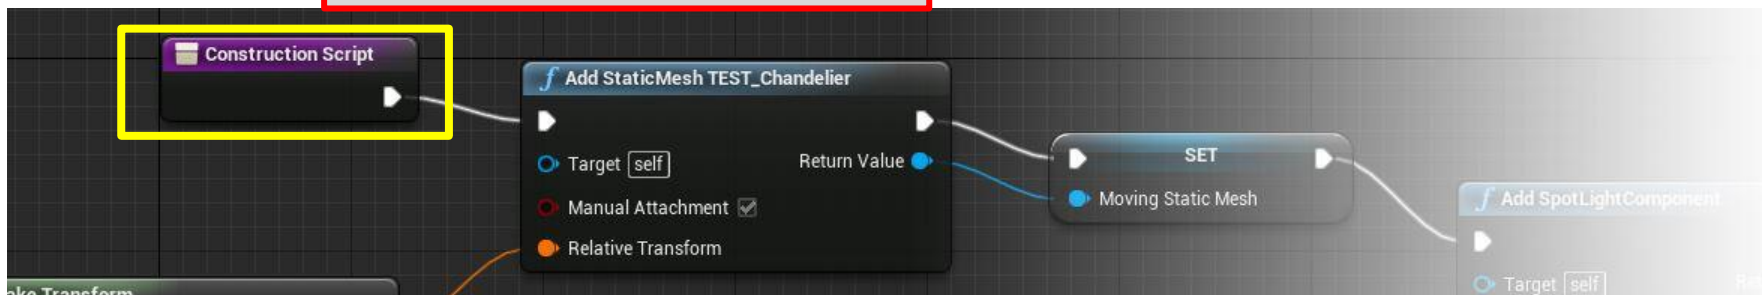 Construction Script
Add StaticMesh TEST_Chandelier
Target self
Return Value
Manual Attachment
Relative Transform
SET
Moving Static Mesh
Add SpotLightComponent
Target self
Transform